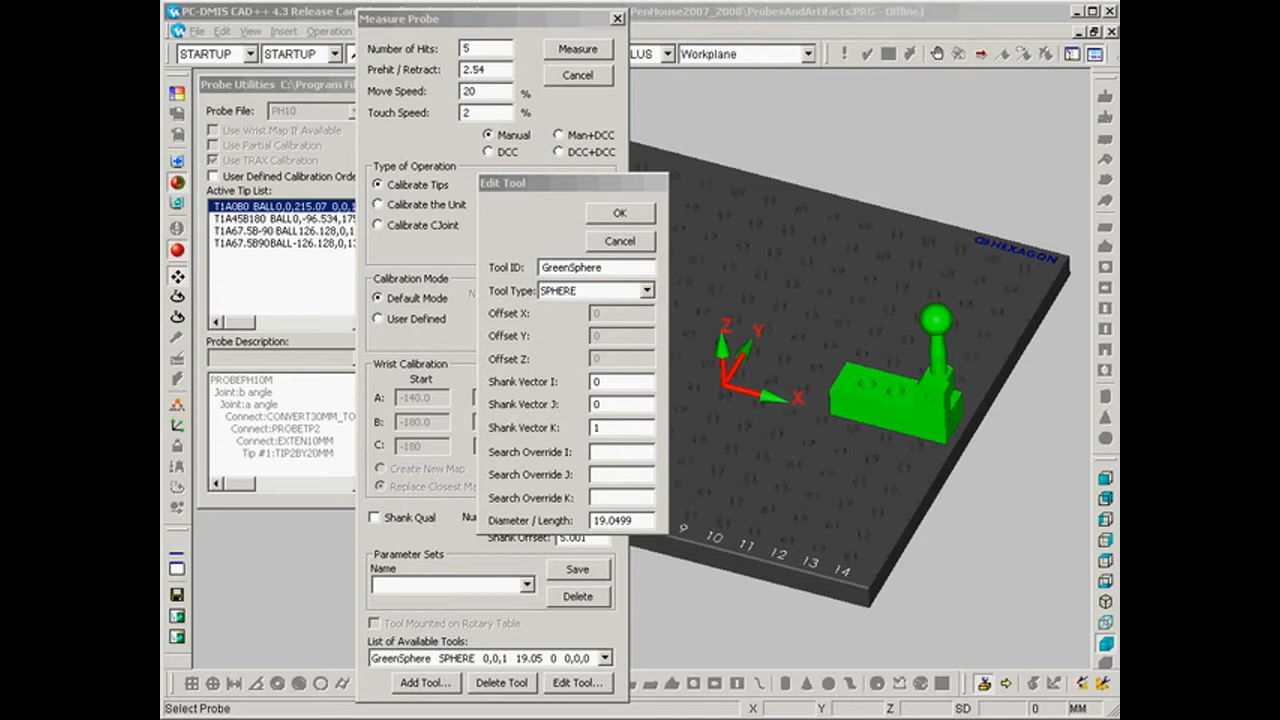 PC-DMIS CAD++ 4.3 Release Can
penHouse2007_2008\ProbesAndArtifacts.PRG - Offline.]
File Edit View Insert Operation
STARTUP STARTUP LUS Workplane
Measure Probe
Number of Hits: 5 Measure
Prehit / Retract: 2.54 Cancel
Move Speed: 20 %
Touch Speed: 2 %
Manual Man+DCC
DCC DCC+DCC
Type of Operation
Calibrate Tips
Calibrate the Unit
Calibrate CJoint
Calibration Mode
Default Mode N
User Defined
Wrist Calibration
Start
A: -140.0
B: -180.0
C: -180
Create New Map
Replace Closest Ma
Shank Qual Nu
Shank Offset: 5.001
Parameter Sets
Name Save
Delete
Tool Mounted on Rotary Table
List of Available Tools:
GreenSphere SPHERE 0,0,1 19.05 0 0,0,0
Add Tool... Delete Tool Edit Tool...
Probe Utilities C:\Program Fil
Probe File: PH10
Use Wrist Map If Available
Use Partial Calibration
Use TRAX Calibration
User Defined Calibration Orde
Active Tip List:
T1A0B0 BALL0,0,215.07 0,0,1
T1A45B180 BALL0,-96.534,175
T1A67.5B-90 BALL126.128,0,1
T1A67.5B90BALL-126.128,0,13
Probe Description:
PROBEPH10M
Joint:b angle
Joint:a angle
Connect:CONVERT30MM_TO
Connect:PROBETP2
Connect:EXTEN10MM
Tip #1:TIP2BY20MM
Edit Tool
OK
Cancel
Tool ID: GreenSphere
Tool Type: SPHERE
Offset X: 0
Offset Y: 0
Offset Z: 0
Shank Vector I: 0
Shank Vector J: 0
Shank Vector K: 1
Search Override I:
Search Override J:
Search Override K:
Diameter / Length: 19.0499
HEXAGON
Z Y X
9 10 11 12 13 14
Select Probe X Y Z SD 0 MM